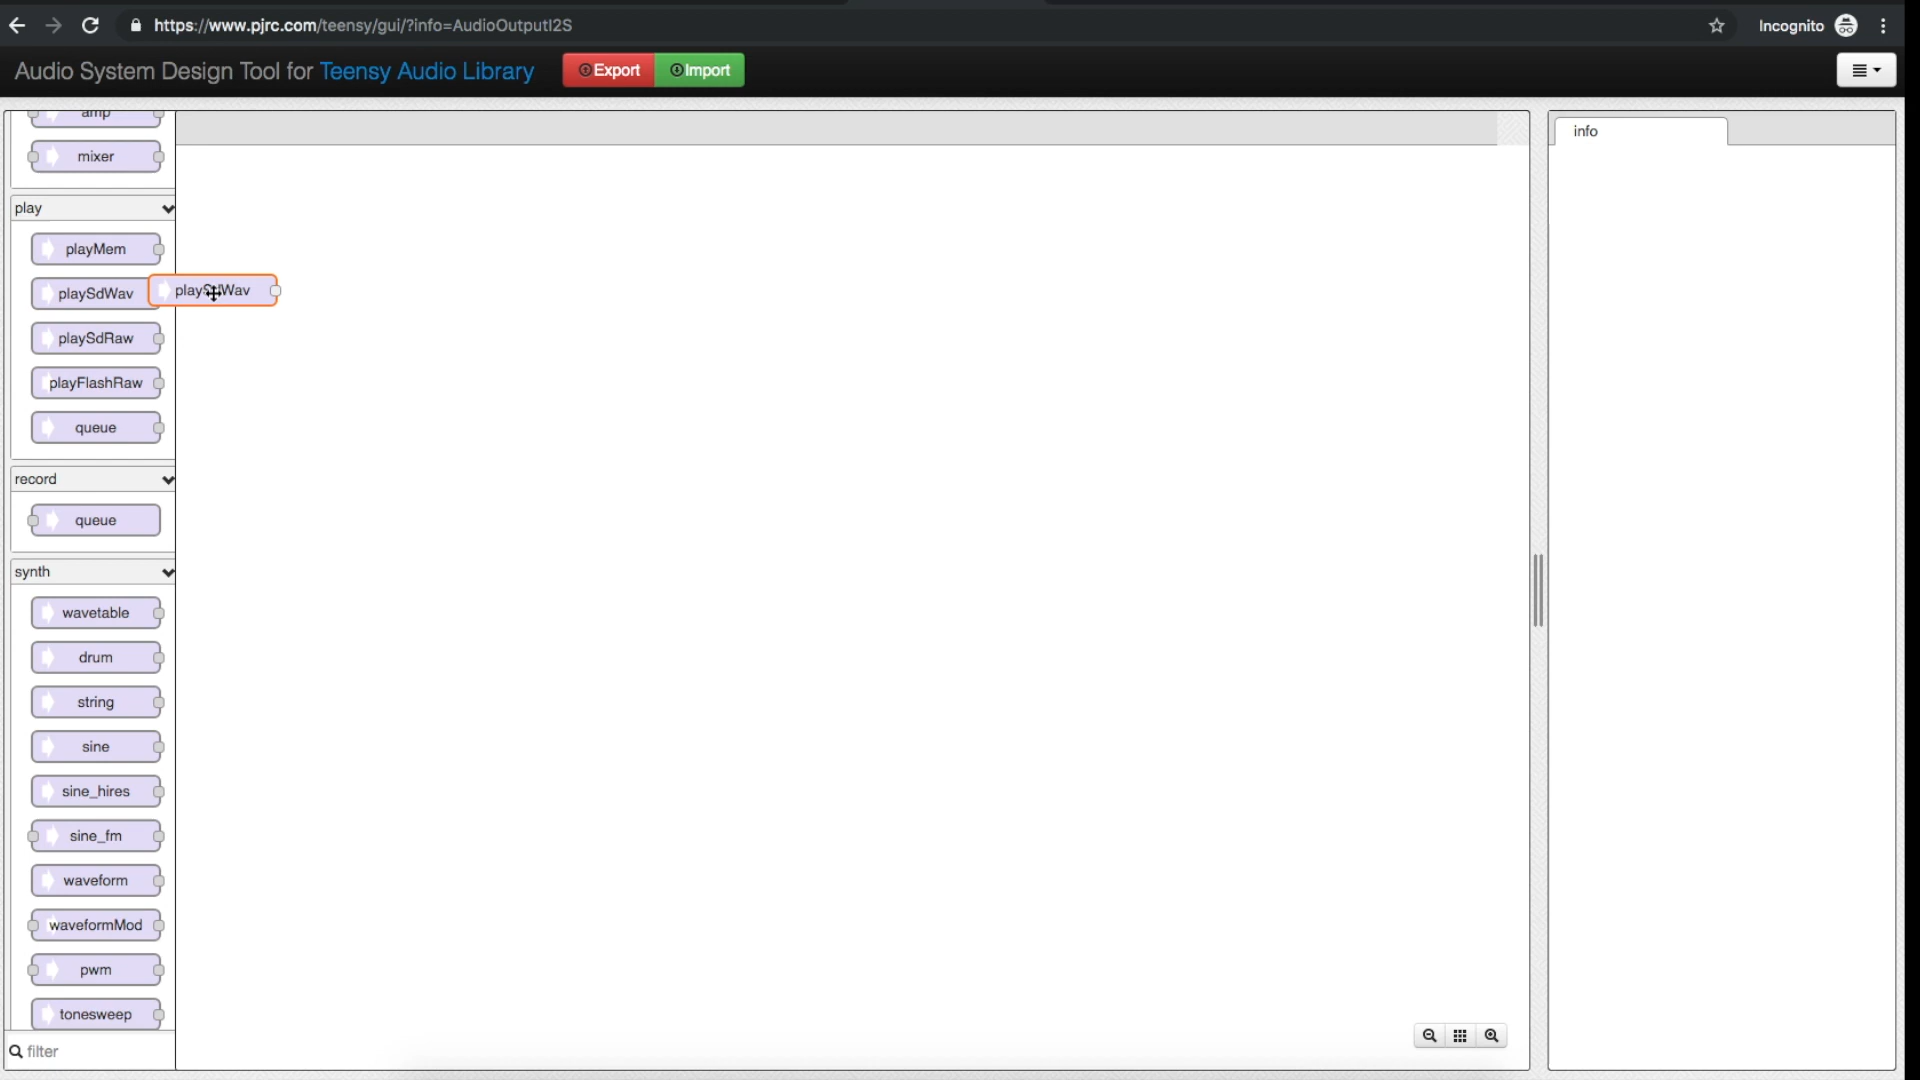 https://www.pjrc.com/teensy/gui/?info=AudioOutputI2S
Incognito
Audio System Design Tool for Teensy Audio Library
Export
Import
amp
mixer
play
playMem
playSdWav
playSdWav
playSdRaw
playFlashRaw
queue
record
queue
synth
wavetable
drum
string
sine
sine_hires
sine_fm
waveform
waveformMod
pwm
tonesweep
filter
info